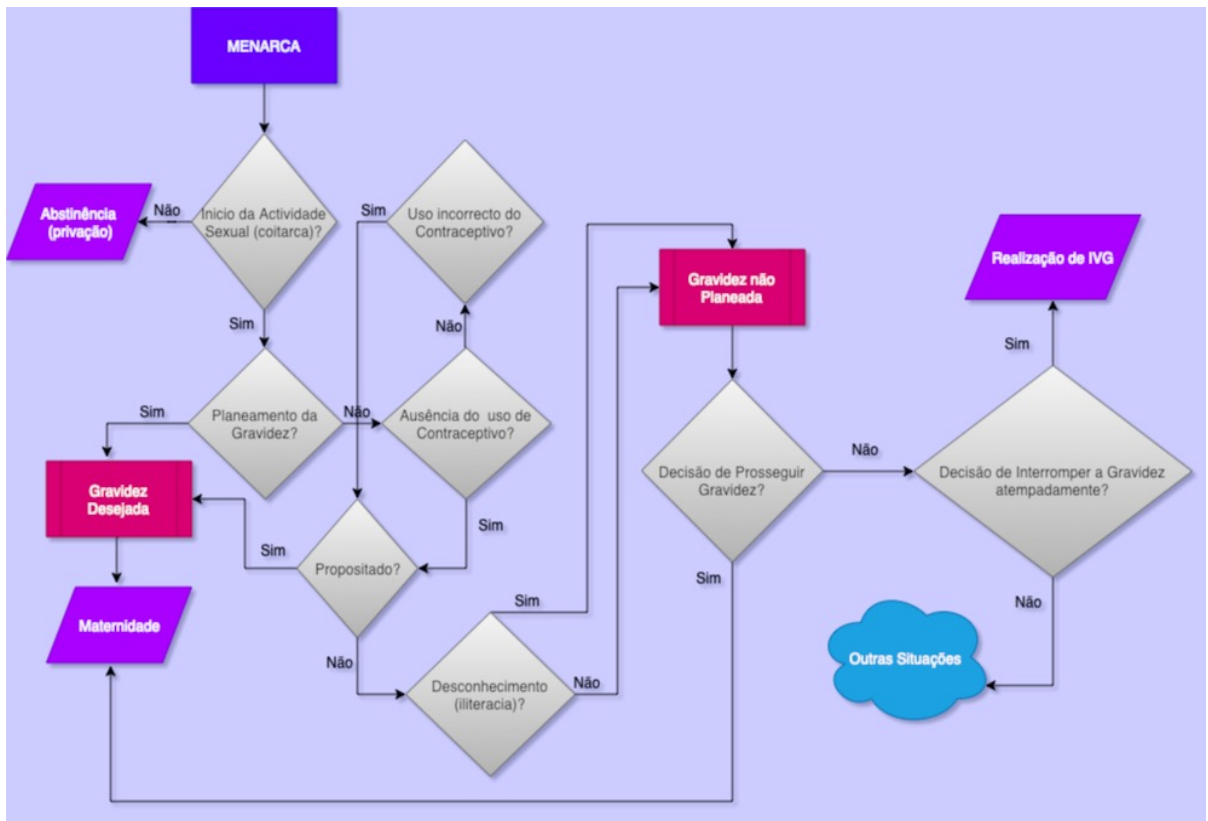 MENARCA
Abstinência
(privação)
Não
Inicio da Actividade
Sexual (coitarca)?
Sim
Uso incorrecto do
Contraceptivo?
Sim
Não
Sim
Planeamento da
Gravidez?
Não
Ausência do uso de
Contraceptivo?
Sim
Gravidez
Desejada
Sim
Propositado?
Não
Maternidade
Desconhecimento
(iliteracia)?
Sim
Não
Gravidez não
Planeada
Decisão de Prosseguir
Gravidez?
Sim
Não
Realização de IVG
Sim
Decisão de Interromper a Gravidez
atempadamente?
Não
Outras Situações